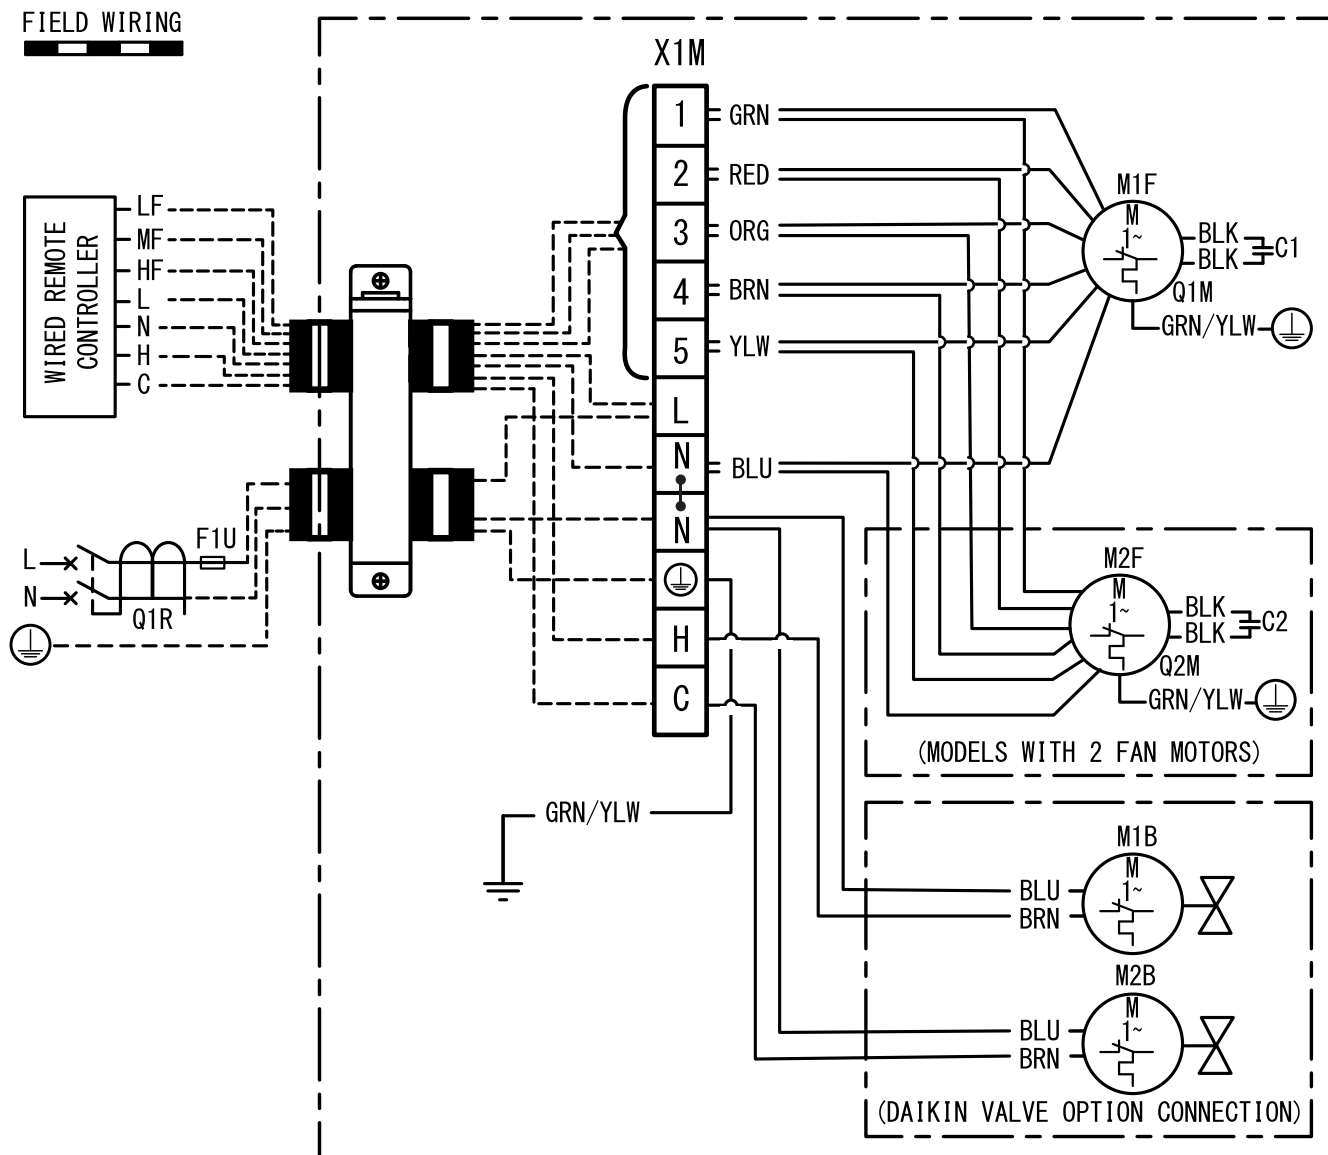 FIELD WIRING
X1M
1
GRN
2
RED
3
ORG
4
BRN
5
YLW
L
N
BLU
N
H
C
WIRED REMOTE
CONTROLLER
LF
MF
HF
L
N
H
C
M1F
M
1~
BLK
BLK
C1
Q1M
GRN/YLW
L
N
F1U
Q1R
M2F
M
1~
BLK
BLK
C2
Q2M
GRN/YLW
(MODELS WITH 2 FAN MOTORS)
GRN/YLW
M1B
M
1~
BLU
BRN
M2B
M
1~
BLU
BRN
(DAIKIN VALVE OPTION CONNECTION)